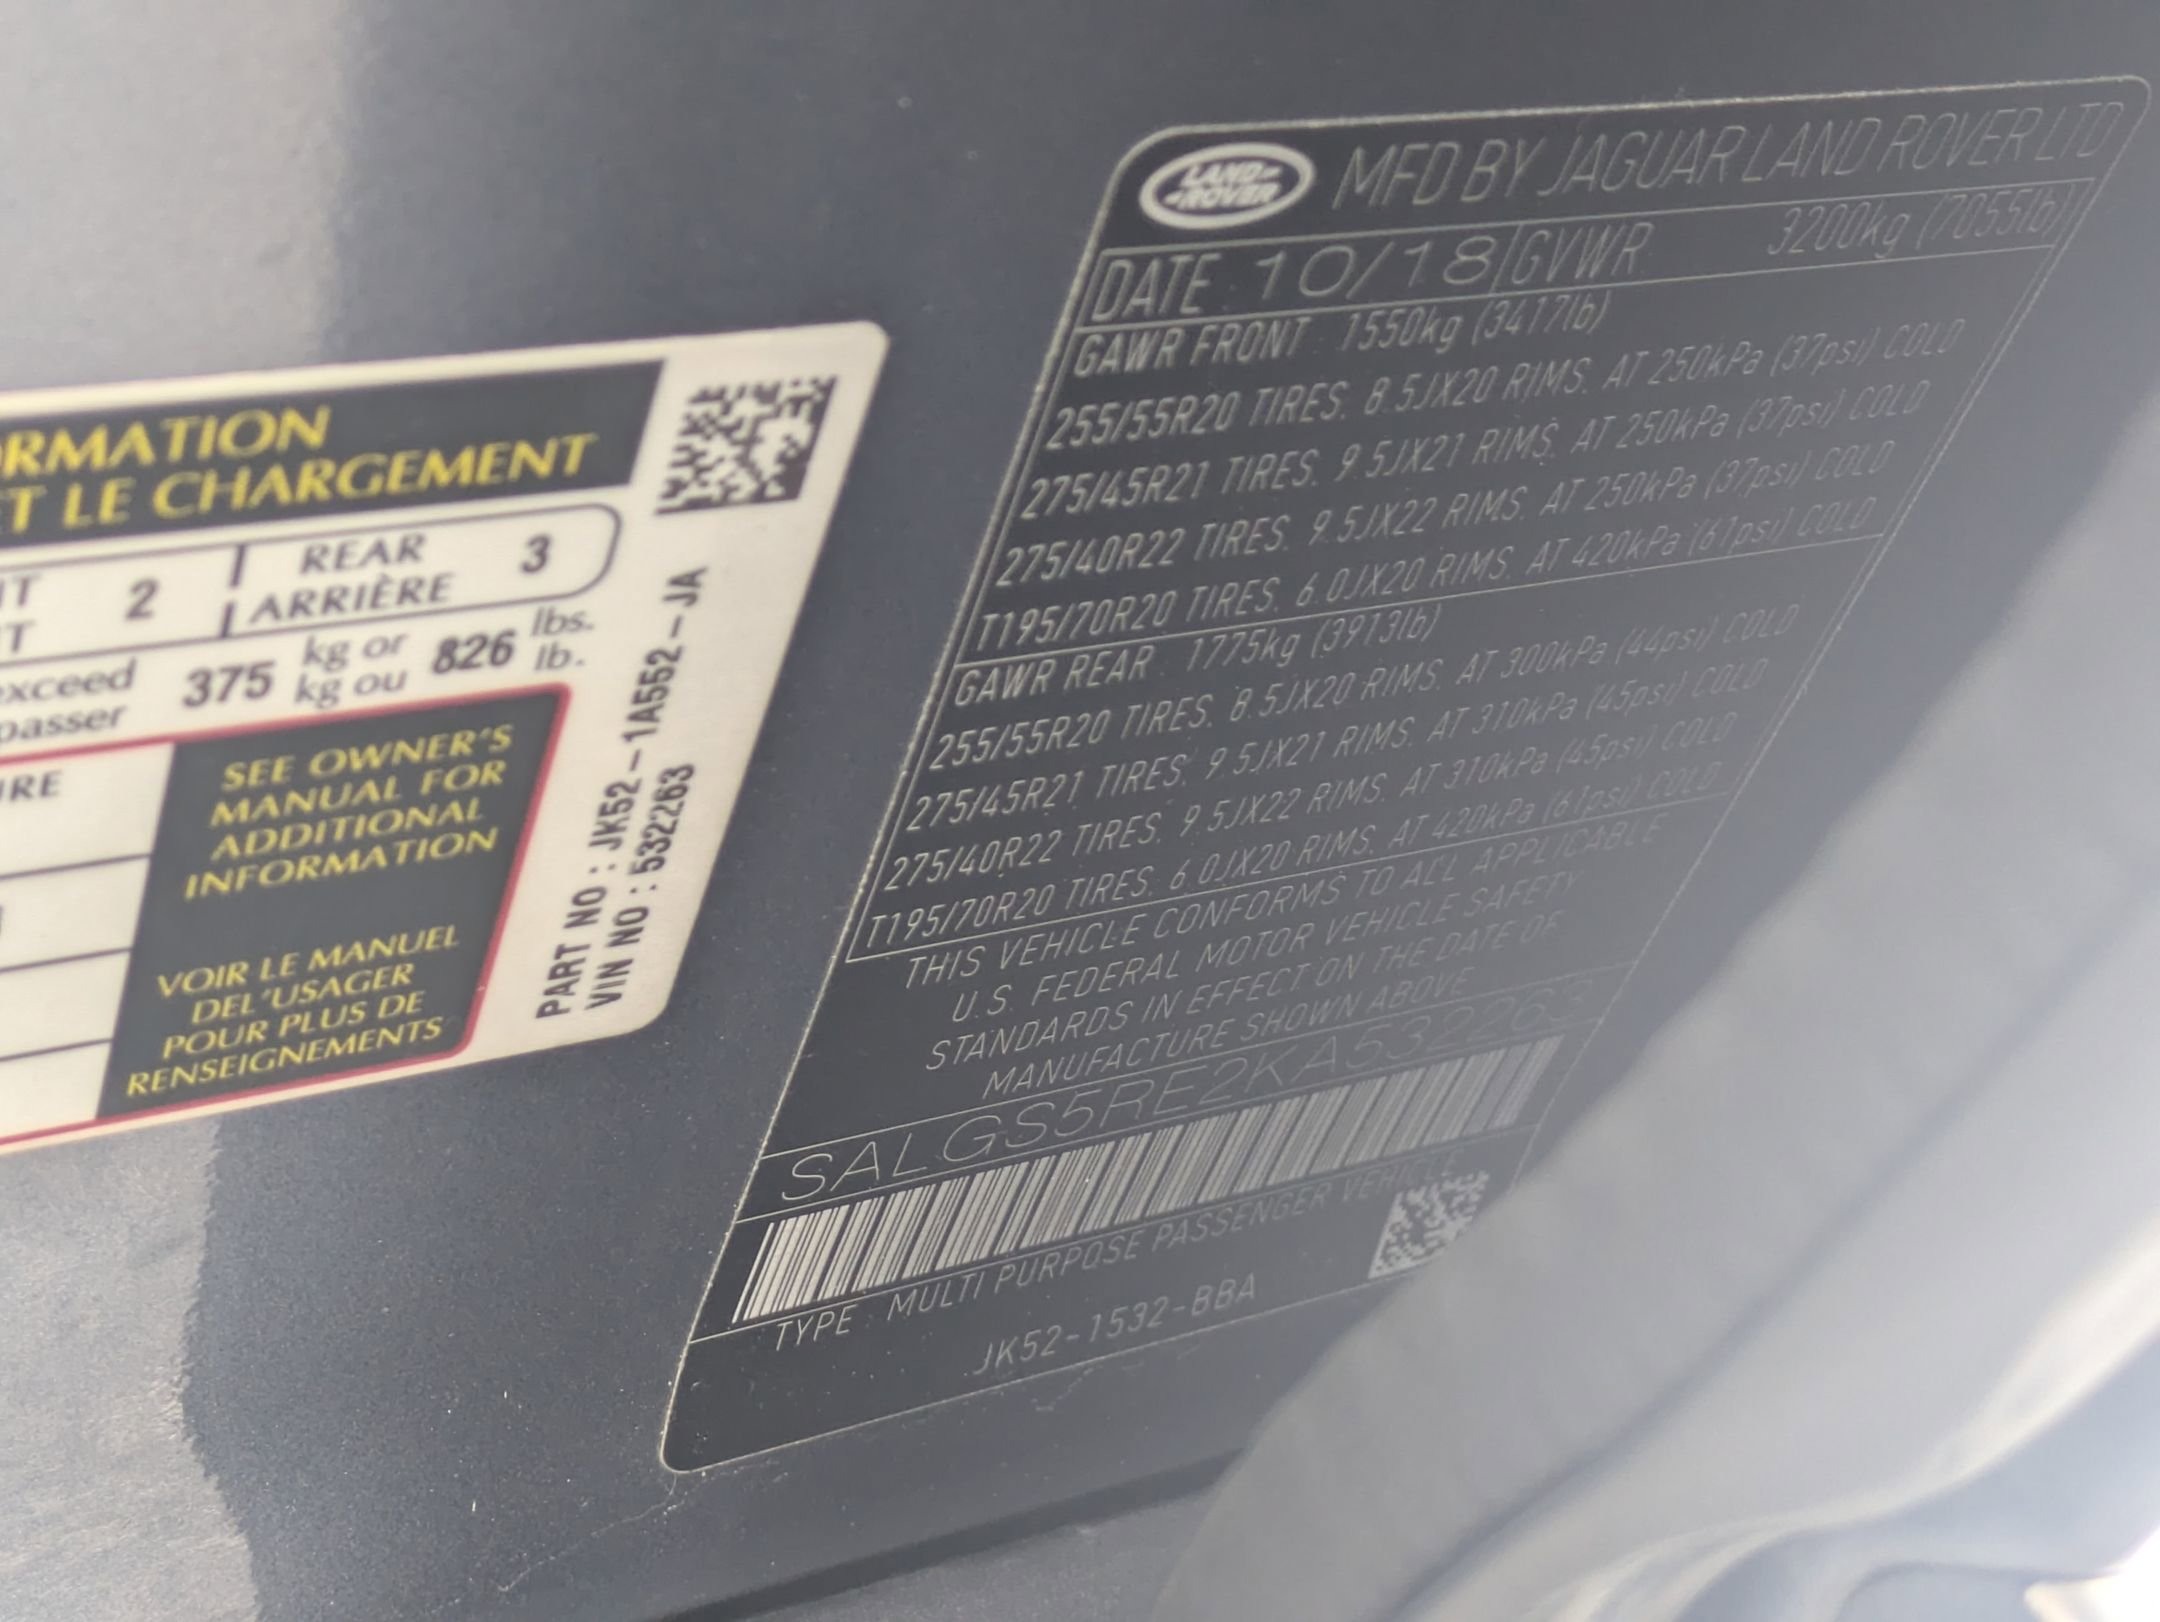 RMATION
ET LE CHARGEMENT
REAR
ARRIÈRE
2
3
375
kg or
kg ou
826
lbs.
lb.
passer
SEE OWNER'S
MANUAL FOR
ADDITIONAL
INFORMATION
VOIR LE MANUEL
DEL'USAGER
POUR PLUS DE
RENSEIGNEMENTS
PART NO : JK52-1A552-JA
VIN NO : 5322263
LAND-
-ROVER
MFD BY JAGUAR LAND ROVER LTD
DATE : 10/18 GVWR 3200kg (7055lb)
GAWR FRONT : 1550kg (3417lb)
255/55R20 TIRES. 8.5JX20 RIMS. AT 250kPa (37psi) COLD
275/45R21 TIRES. 9.5JX21 RIMS. AT 250kPa (37psi) COLD
275/40R22 TIRES. 9.5JX22 RIMS. AT 250kPa (37psi) COLD
T195/70R20 TIRES. 6.0JX20 RIMS. AT 420kPa (61psi) COLD
GAWR REAR : 1775kg (3913lb)
255/55R20 TIRES. 8.5JX20 RIMS. AT 300kPa (44psi) COLD
275/45R21 TIRES. 9.5JX21 RIMS. AT 310kPa (45psi) COLD
275/40R22 TIRES. 9.5JX22 RIMS. AT 310kPa (45psi) COLD
T195/70R20 TIRES. 6.0JX20 RIMS. AT 420kPa (61psi) COLD
THIS VEHICLE CONFORMS TO ALL APPLICABLE
U.S. FEDERAL MOTOR VEHICLE SAFETY
STANDARDS IN EFFECT ON THE DATE OF
MANUFACTURE SHOWN ABOVE
SALGS5RE2KA5322263
TYPE : MULTI PURPOSE PASSENGER VEHICLE
JK52-1532-BBA